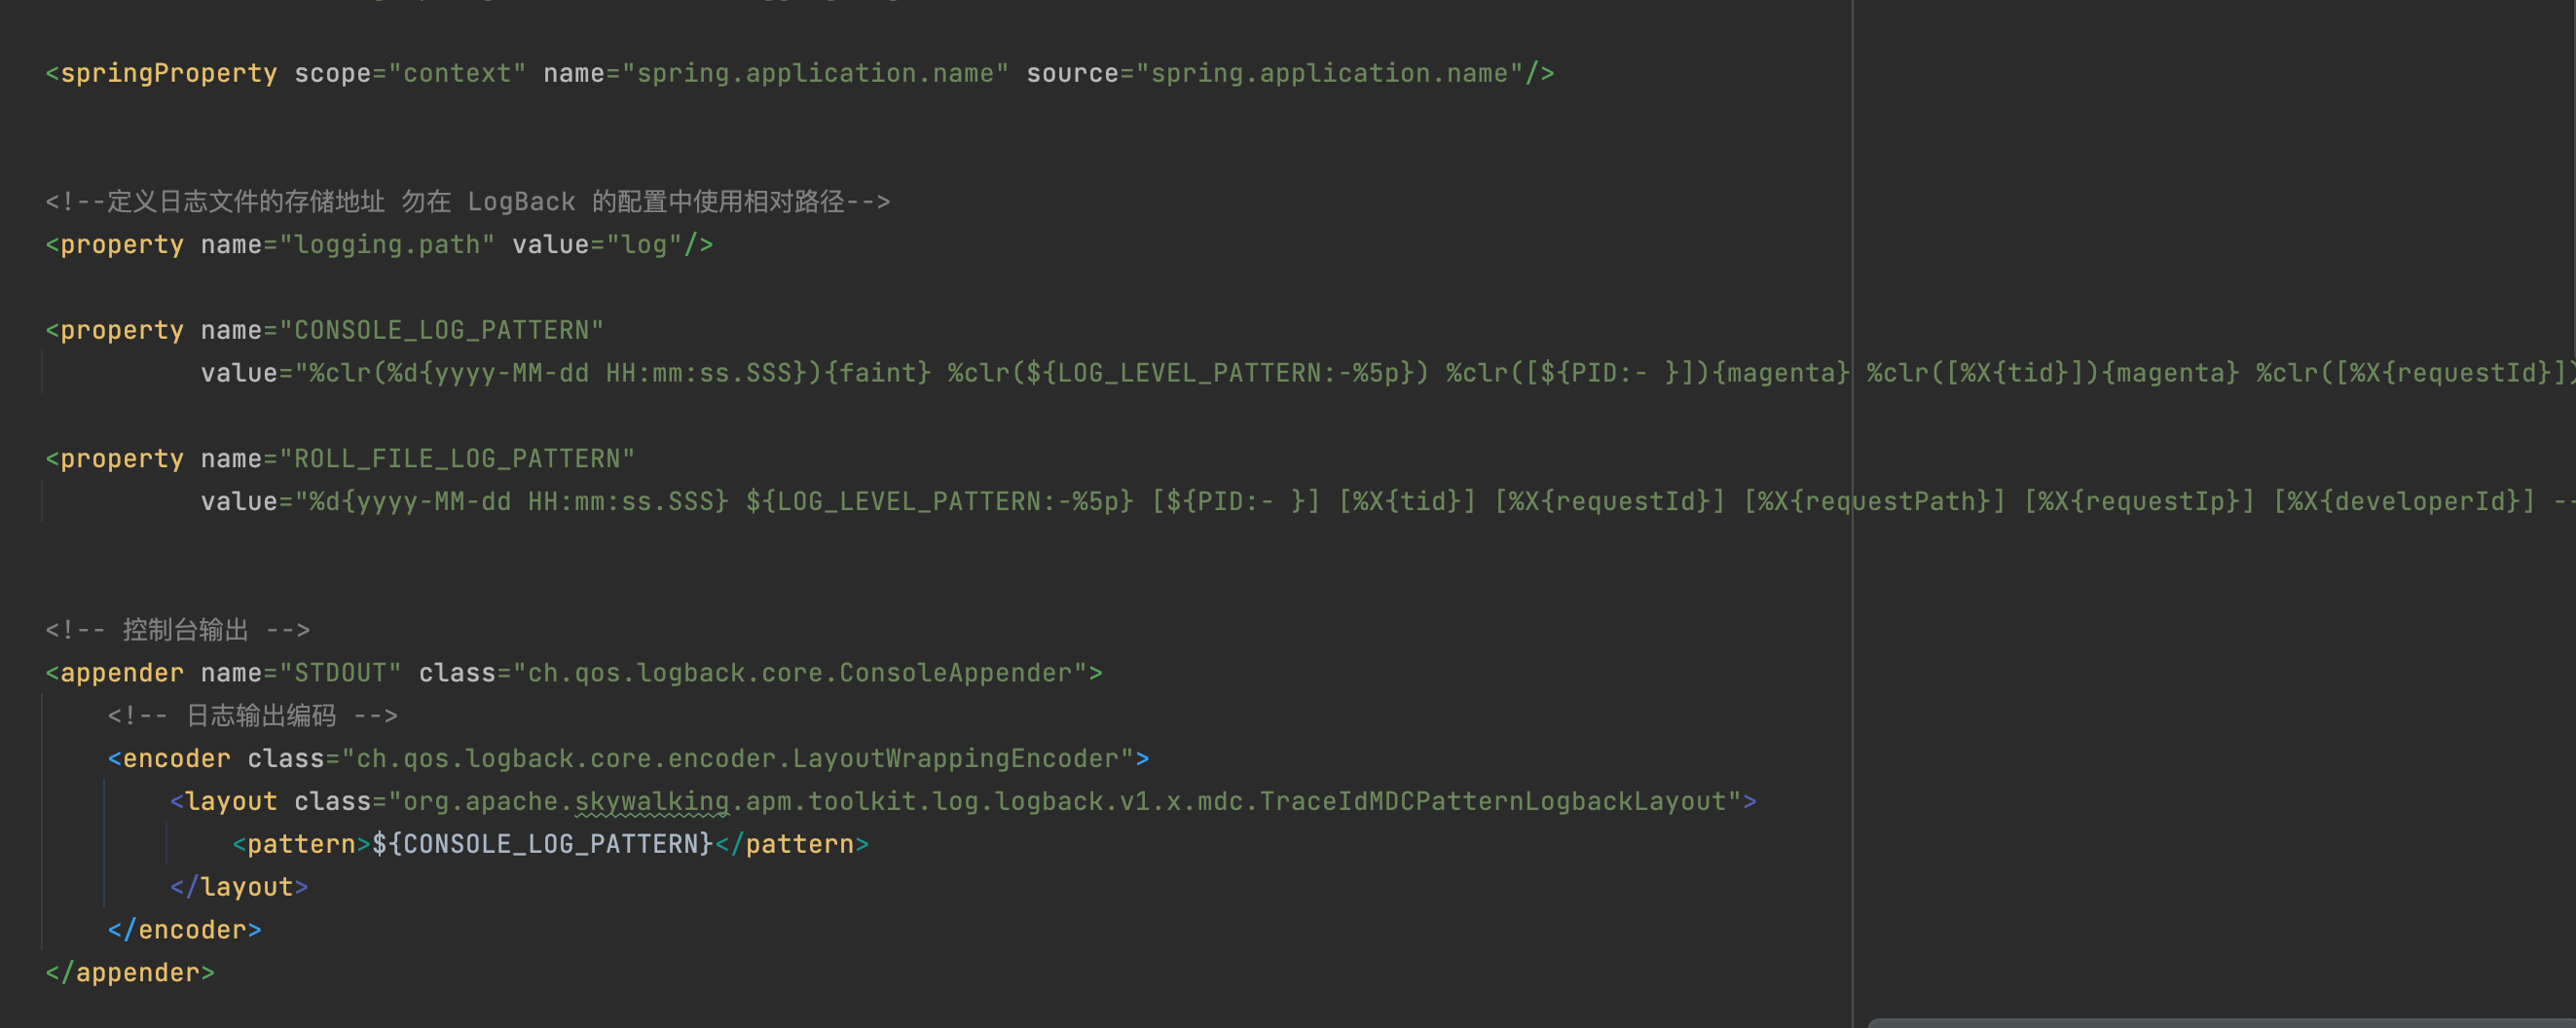 <springProperty scope="context" name="spring.application.name" source="spring.application.name"/>
<!--定义日志文件的存储地址 勿在 LogBack 的配置中使用相对路径-->
<property name="logging.path" value="log"/>
<property name="CONSOLE_LOG_PATTERN"
value="%clr(%d{yyyy-MM-dd HH:mm:ss.SSS}){faint} %clr(${LOG_LEVEL_PATTERN:-%5p}) %clr([${PID:- }]){magenta} %clr([%X{tid}]){magenta} %clr([%X{requestId}])
<property name="ROLL_FILE_LOG_PATTERN"
value="%d{yyyy-MM-dd HH:mm:ss.SSS} ${LOG_LEVEL_PATTERN:-%5p} [${PID:- }] [%X{tid}] [%X{requestId}] [%X{requestPath}] [%X{requestIp}] [%X{developerId}] --
<!-- 控制台输出 -->
<appender name="STDOUT" class="ch.qos.logback.core.ConsoleAppender">
<!-- 日志输出编码 -->
<encoder class="ch.qos.logback.core.encoder.LayoutWrappingEncoder">
<layout class="org.apache.skywalking.apm.toolkit.log.logback.v1.x.mdc.TraceIdMDCPatternLogbackLayout">
<pattern>${CONSOLE_LOG_PATTERN}</pattern>
</layout>
</encoder>
</appender>